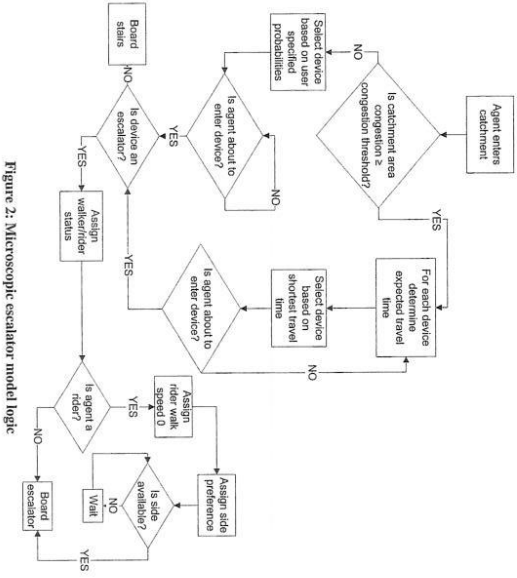 Agent enters
catchment
Is catchment area
congestion ≥
congestion threshold?
NO
YES
Select device
based on user
specified
probabilities
For each device
determine
expected travel
time
Select device
based on
shortest travel
time
Is agent about to
enter device?
NO
YES
Is agent about to
enter device?
NO
YES
Is device an
escalator?
NO
Board
stairs
YES
Assign
walker/rider
status
Is agent a
rider?
YES
Assign
rider walk
speed 0
Assign side
preference
Is side
available?
NO
Wait
YES
NO
Board
escalator
Figure 2: Microscopic escalator model logic